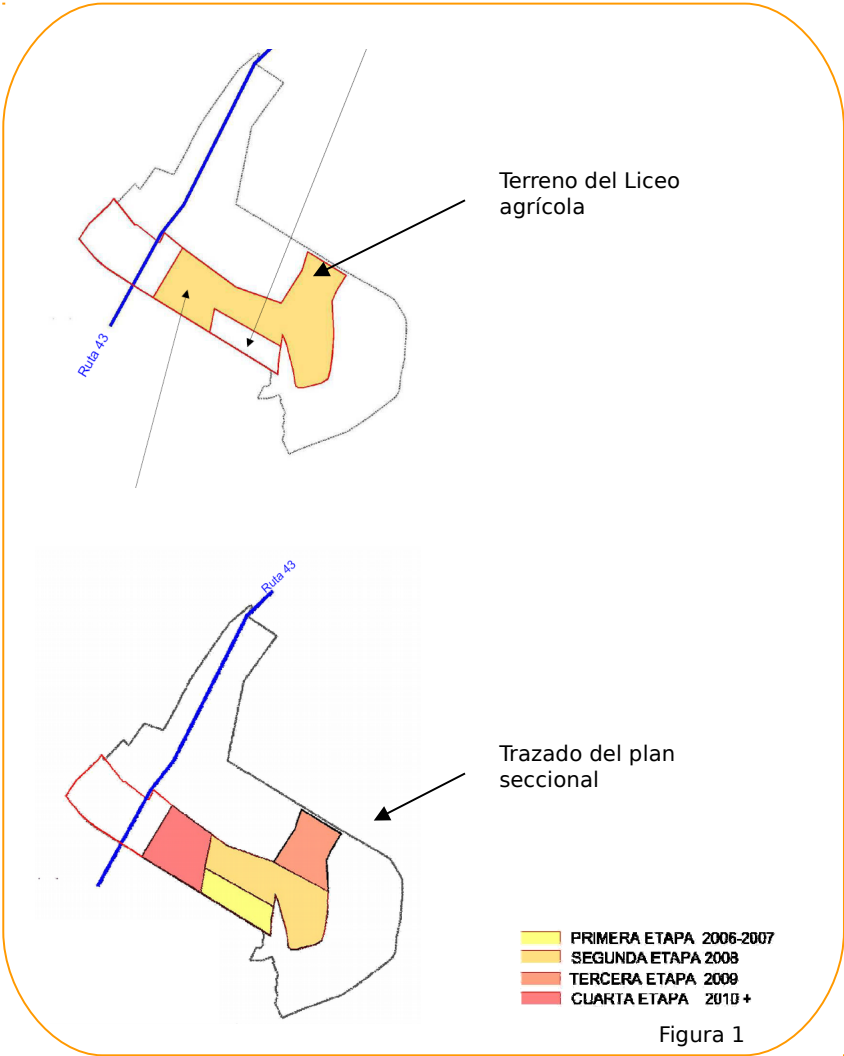 Terreno del Liceo
agrícola
Ruta 43
Ruta 43
Trazado del plan
seccional
PRIMERA ETAPA 2006-2007
SEGUNDA ETAPA 2008
TERCERA ETAPA 2009
CUARTA ETAPA 2010 +
Figura 1